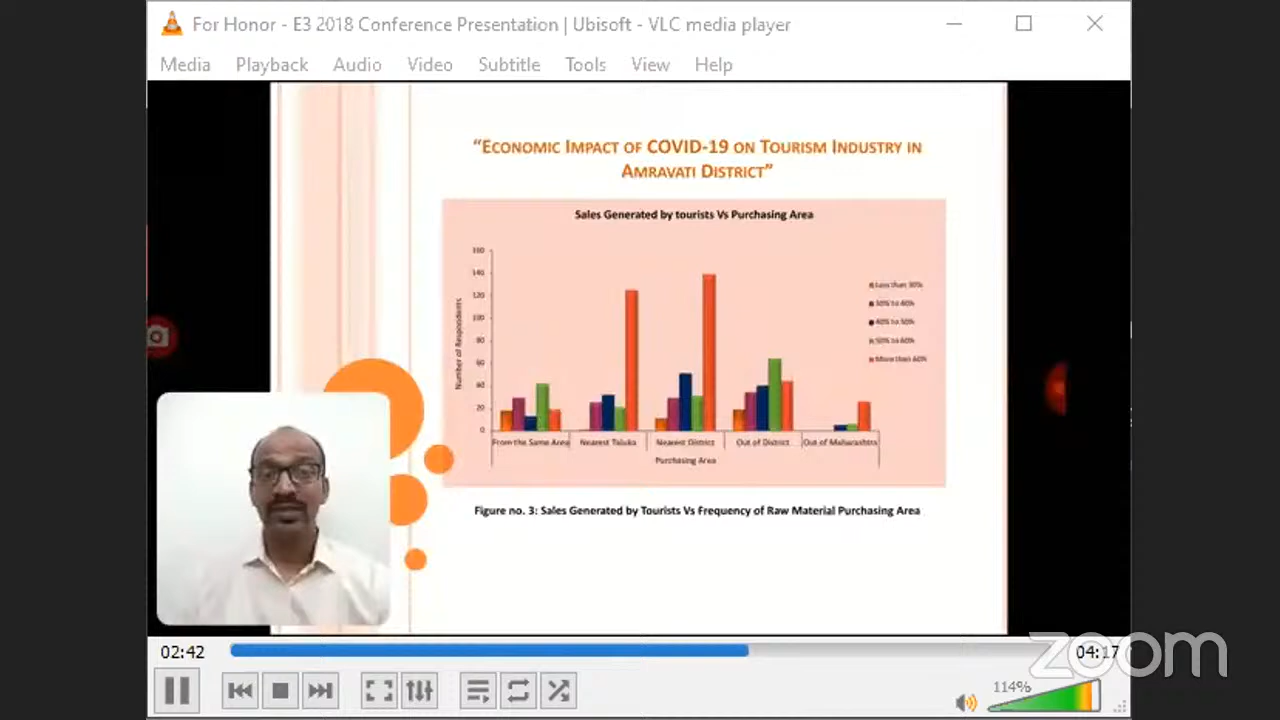 For Honor - E3 2018 Conference Presentation | Ubisoft - VLC media player
Media Playback Audio Video Subtitle Tools View Help
“ECONOMIC IMPACT OF COVID-19 ON TOURISM INDUSTRY IN
AMRAVATI DISTRICT”
Sales Generated by tourists Vs Purchasing Area
160
140
120
100
80
60
40
20
0
Number of Respondents
Less than 30%
30% to 40%
40% to 50%
50% to 60%
More than 60%
From the Same Area Nearest Taluka Nearest District Out of District Out of Maharashtra
Purchasing Area
Figure no. 3: Sales Generated by Tourists Vs Frequency of Raw Material Purchasing Area
02:42
04:17
zoom
114%